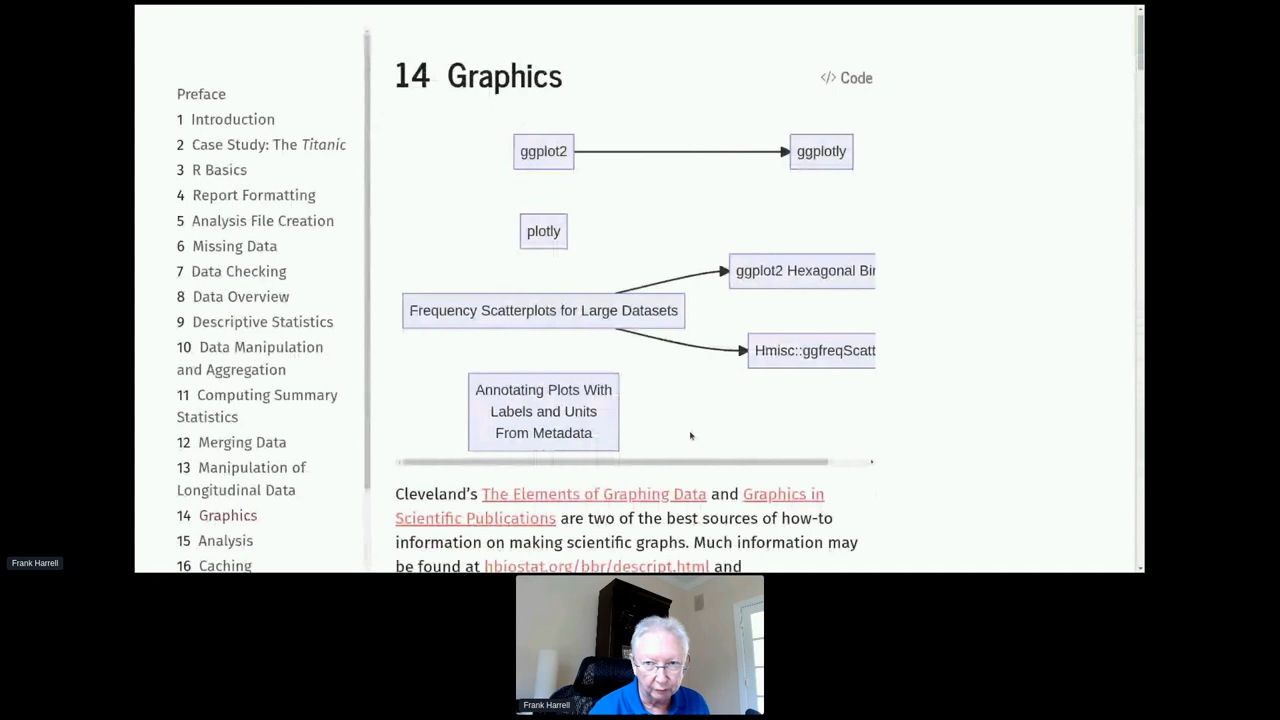 Preface
1 Introduction
2 Case Study: The Titanic
3 R Basics
4 Report Formatting
5 Analysis File Creation
6 Missing Data
7 Data Checking
8 Data Overview
9 Descriptive Statistics
10 Data Manipulation
and Aggregation
11 Computing Summary
Statistics
12 Merging Data
13 Manipulation of
Longitudinal Data
14 Graphics
15 Analysis
16 Caching
14 Graphics
</> Code
ggplot2
ggplotly
plotly
ggplot2 Hexagonal Bin
Frequency Scatterplots for Large Datasets
Hmisc::ggfreqScatt
Annotating Plots With
Labels and Units
From Metadata
Cleveland’s The Elements of Graphing Data and Graphics in
Scientific Publications are two of the best sources of how-to
information on making scientific graphs. Much information may
be found at hbiostat.org/bbr/descript.html and
Frank Harrell
Frank Harrell